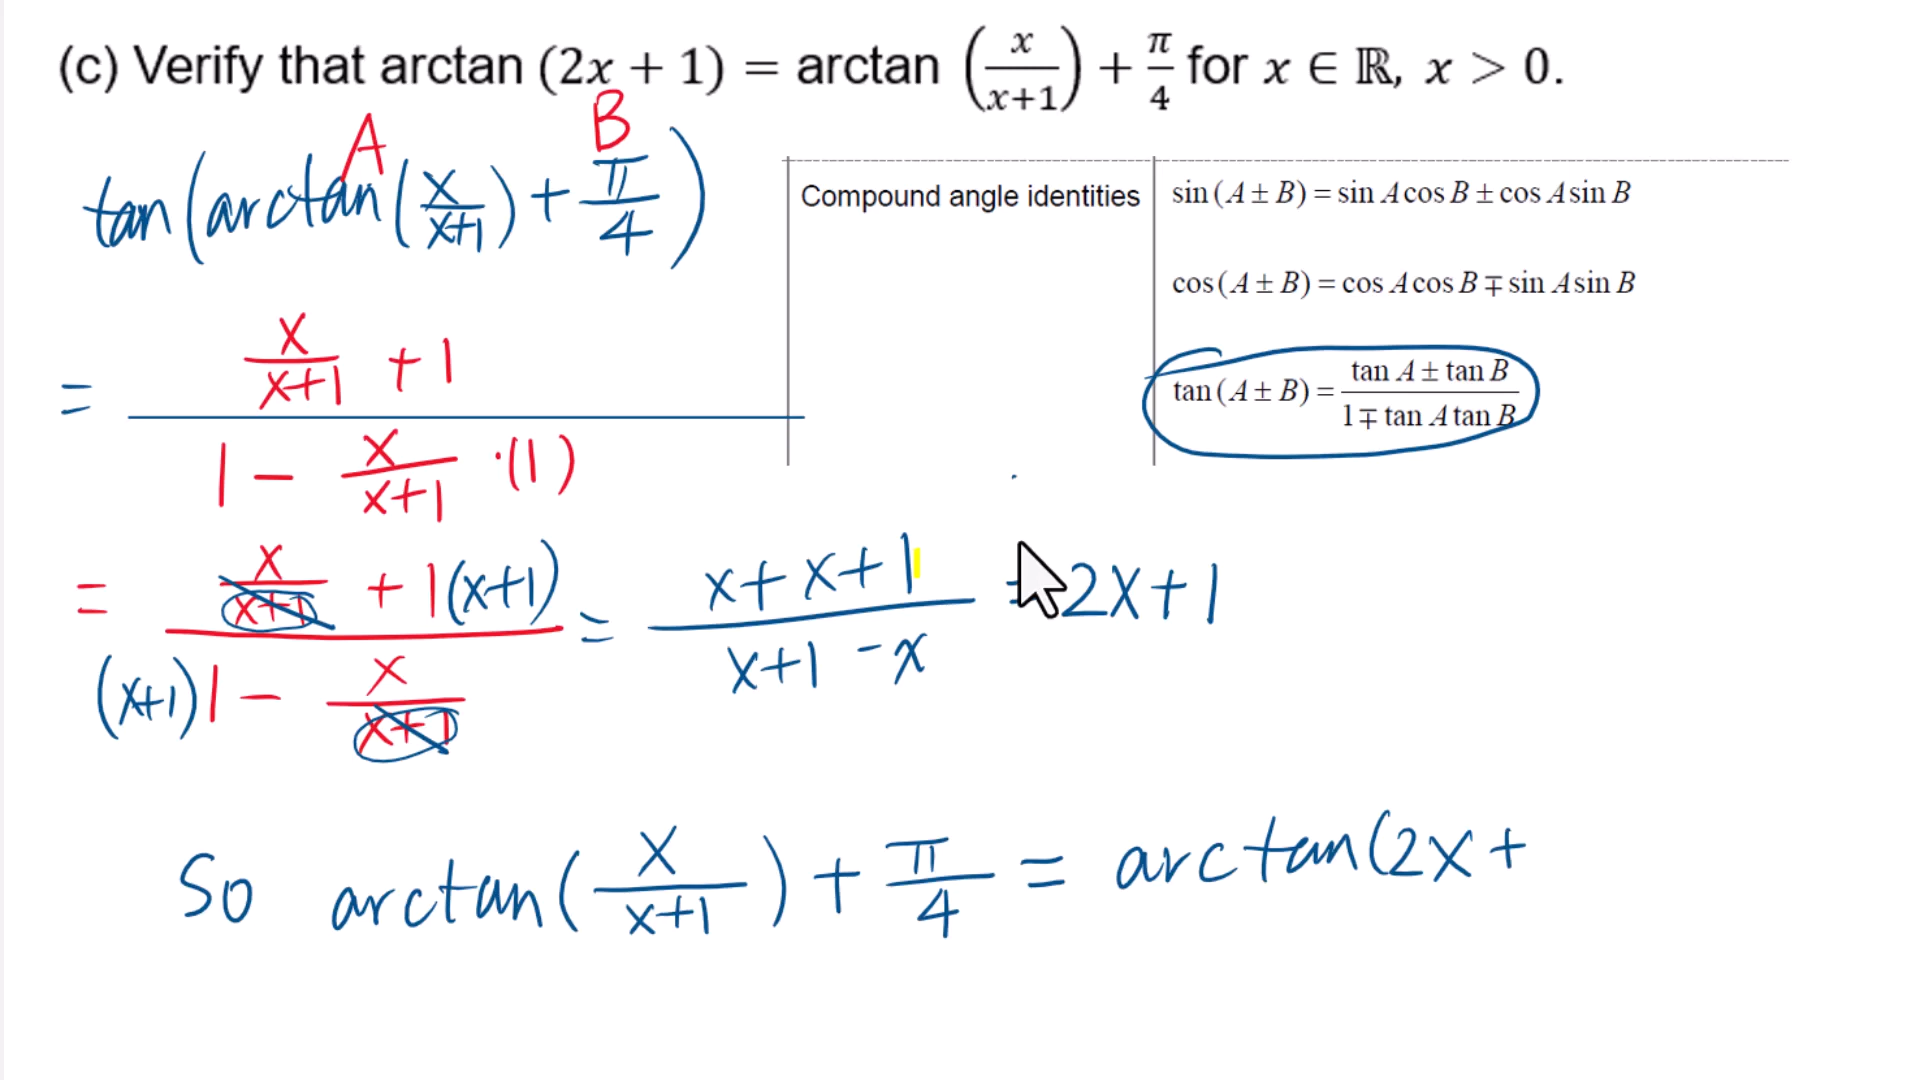 (c) Verify that arctan (2x + 1) = arctan (x/(x+1)) + π/4 for x ∈ ℝ, x > 0.
A B
tan(arctan(x/(x+1)) + π/4)
Compound angle identities
sin(A ± B) = sin A cos B ± cos A sin B
cos(A ± B) = cos A cos B ∓ sin A sin B
tan(A ± B) = (tan A ± tan B)/(1 ∓ tan A tan B)
= (x/(x+1) + 1)/(1 − x/(x+1) ·(1))
= (x/(x+1) + 1(x+1))/((x+1)1 − x/(x+1)) = (x+x+1)/(x+1−x) = 2x+1
So arctan(x/(x+1)) + π/4 = arctan(2x+